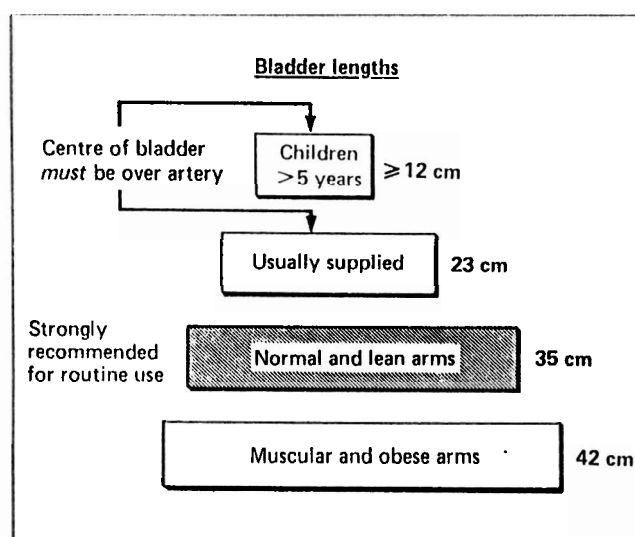 Bladder lengths
Centre of bladder
must be over artery
Children
>5 years
⩾12 cm
Usually supplied
23 cm
Strongly
recommended
for routine use
Normal and lean arms
35 cm
Muscular and obese arms
42 cm